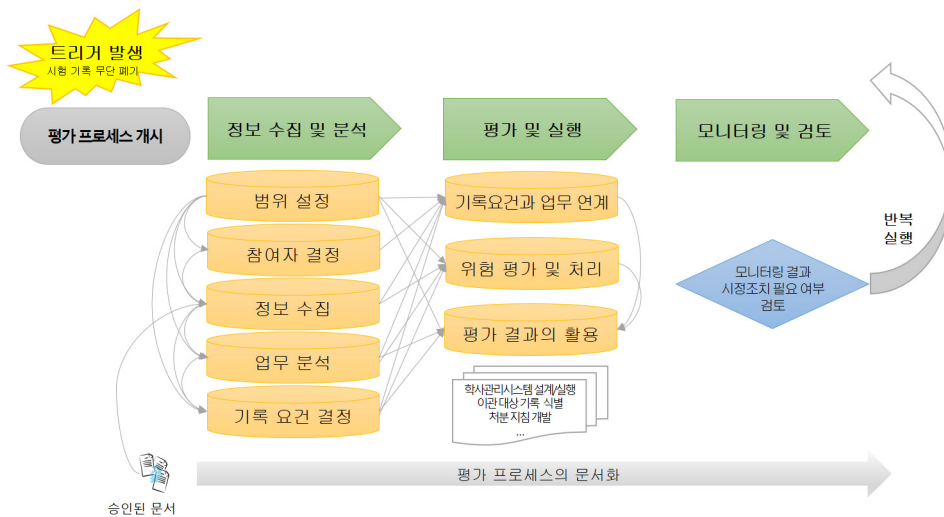 트리거 발생
시험 기록 무단 폐기
평가 프로세스 개시
정보 수집 및 분석
평가 및 실행
모니터링 및 검토
범위 설정
참여자 결정
정보 수집
업무 분석
기록 요건 결정
기록요건과 업무 연계
위험 평가 및 처리
평가 결과의 활용
학사관리시스템 설계/실행
이관 대상 기록 식별
처분 지침 개발
...
모니터링 결과
시정조치 필요 여부
검토
반복
실행
평가 프로세스의 문서화
승인된 문서